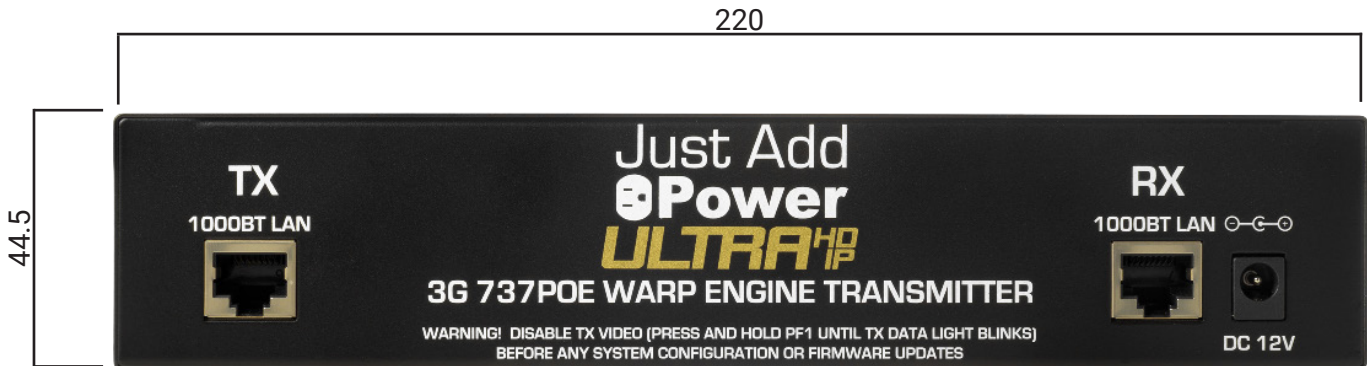 220
44.5
Just Add
Power
ULTRA HD
IP
TX
1000BT LAN
RX
1000BT LAN
3G 737POE WARP ENGINE TRANSMITTER
WARNING! DISABLE TX VIDEO (PRESS AND HOLD PF1 UNTIL TX DATA LIGHT BLINKS)
BEFORE ANY SYSTEM CONFIGURATION OR FIRMWARE UPDATES
DC 12V